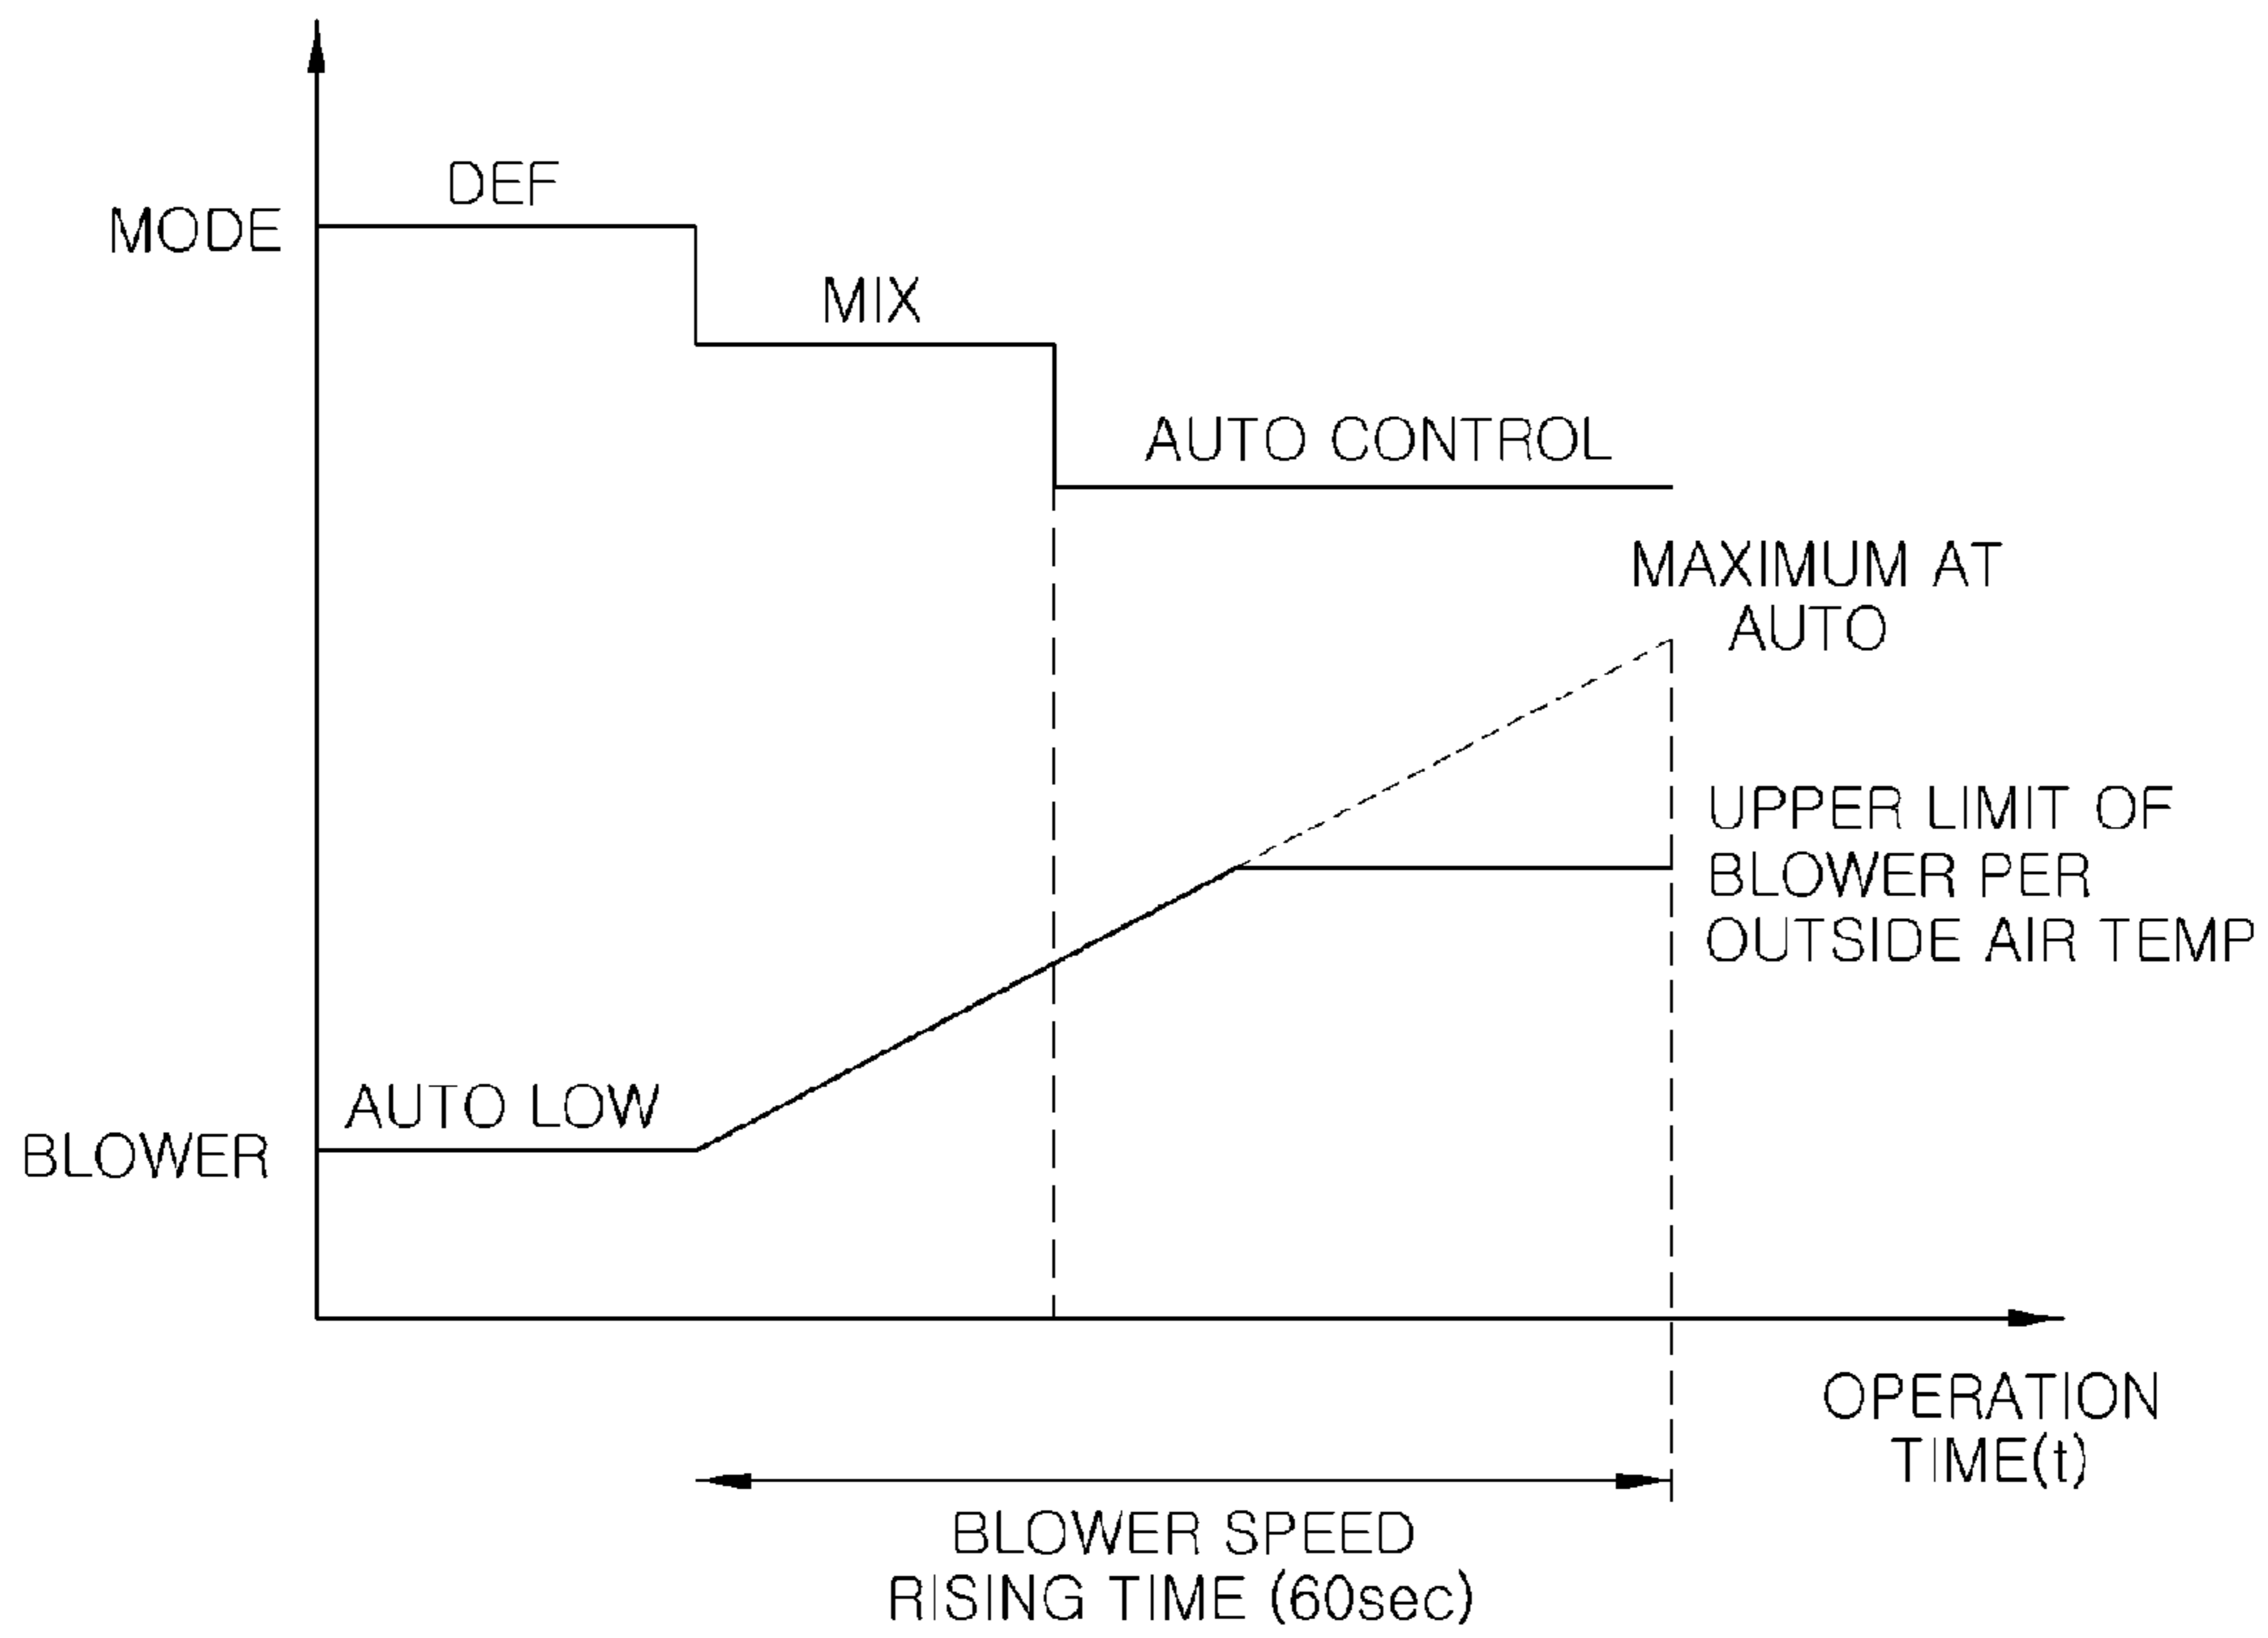 DEF
MODE
MIX
AUTO CONTROL
MAXIMUM AT
AUTO
UPPER LIMIT OF
BLOWER PER
OUTSIDE AIR TEMP
AUTO LOW
BLOWER
OPERATION
TIME(t)
BLOWER SPEED
RISING TIME (60sec)